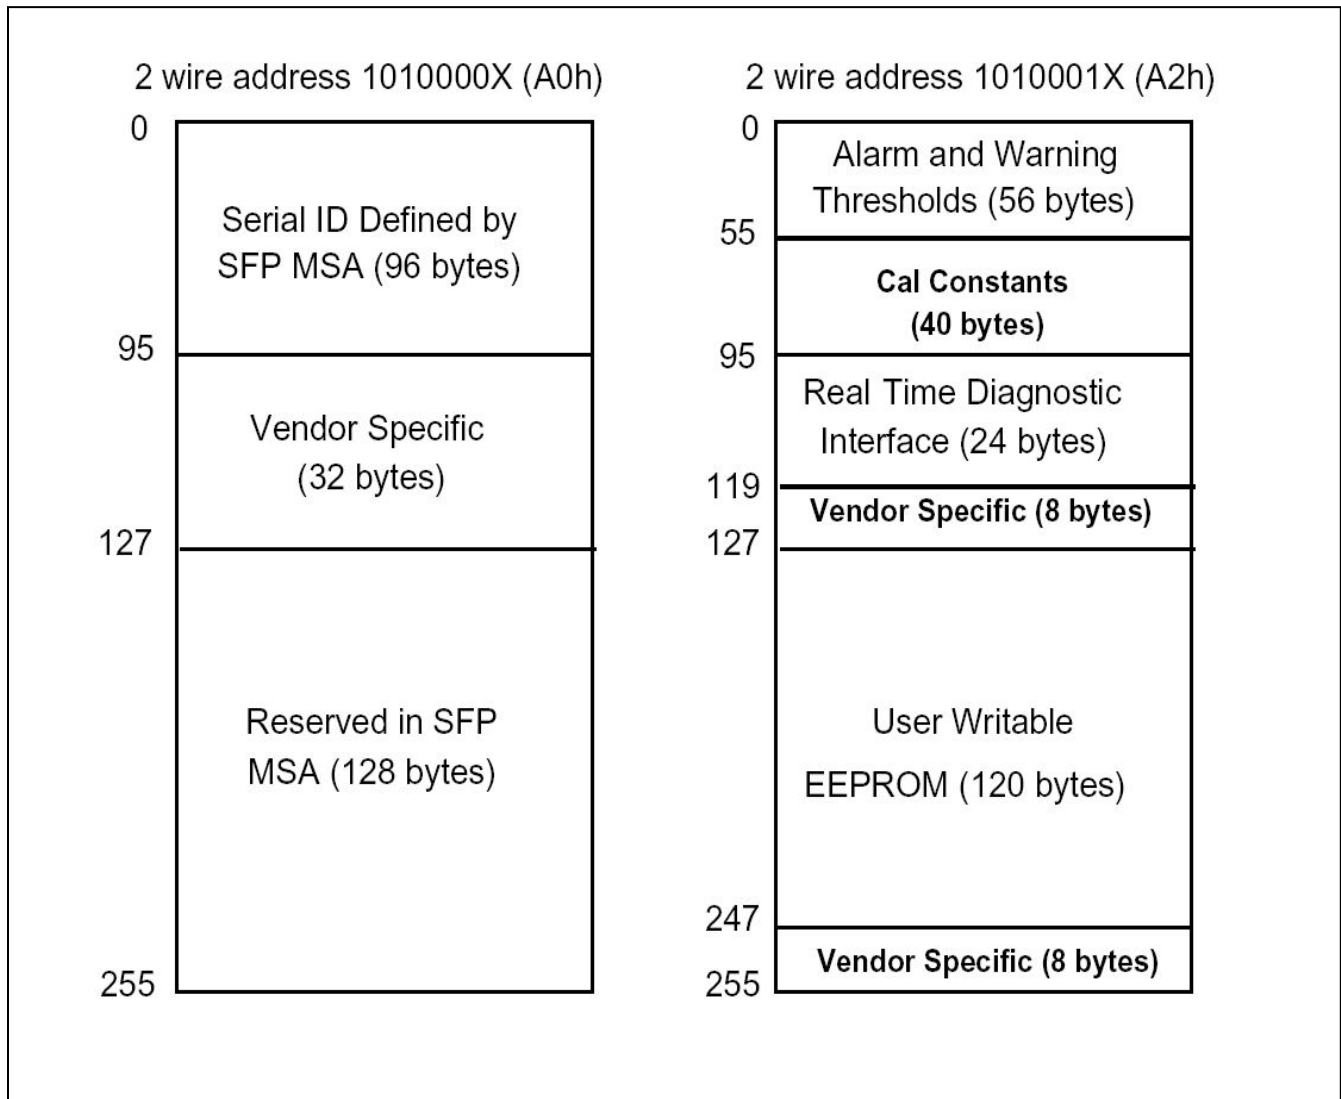 2 wire address 1010000X (A0h)
0
Serial ID Defined by
SFP MSA (96 bytes)
95
Vendor Specific
(32 bytes)
127
Reserved in SFP
MSA (128 bytes)
255
2 wire address 1010001X (A2h)
0
Alarm and Warning
Thresholds (56 bytes)
55
Cal Constants
(40 bytes)
95
Real Time Diagnostic
Interface (24 bytes)
119
Vendor Specific (8 bytes)
127
User Writable
EEPROM (120 bytes)
247
Vendor Specific (8 bytes)
255